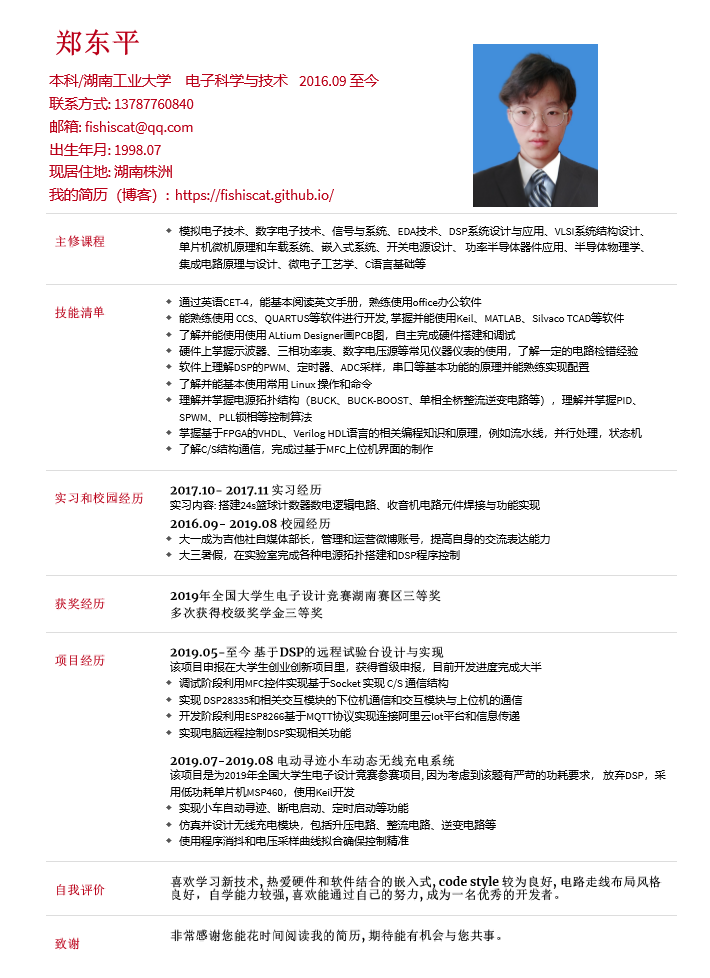 郑东平
本科/湖南工业大学 电子科学与技术 2016.09 至今
联系方式: 13787760840
邮箱: fishiscat@qq.com
出生年月: 1998.07
现居住地: 湖南株洲
我的简历（博客）: https://fishiscat.github.io/
主修课程
模拟电子技术、数字电子技术、信号与系统、EDA技术、DSP系统设计与应用、VLSI系统结构设计、
单片机微机原理和车载系统、嵌入式系统、开关电源设计、 功率半导体器件应用、半导体物理学、
集成电路原理与设计、微电子工艺学、C语言基础等
技能清单
通过英语CET-4，能基本阅读英文手册，熟练使用office办公软件
能熟练使用 CCS、QUARTUS等软件进行开发, 掌握并能使用Keil、MATLAB、Silvaco TCAD等软件
了解并能使用使用 ALtium Designer画PCB图，自主完成硬件搭建和调试
硬件上掌握示波器、三相功率表、数字电压源等常见仪器仪表的使用，了解一定的电路检错经验
软件上理解DSP的PWM、定时器、ADC采样，串口等基本功能的原理并能熟练实现配置
了解并能基本使用常用 Linux 操作和命令
理解并掌握电源拓扑结构（BUCK、BUCK-BOOST、单相全桥整流逆变电路等），理解并掌握PID、
SPWM、PLL锁相等控制算法
掌握基于FPGA的VHDL、Verilog HDL语言的相关编程知识和原理，例如流水线，并行处理，状态机
了解C/S结构通信，完成过基于MFC上位机界面的制作
实习和校园经历
2017.10- 2017.11 实习经历
实习内容: 搭建24s篮球计数器数电逻辑电路、收音机电路元件焊接与功能实现
2016.09- 2019.08 校园经历
大一成为吉他社自媒体部长，管理和运营微博账号，提高自身的交流表达能力
大三暑假，在实验室完成各种电源拓扑搭建和DSP程序控制
获奖经历
2019年全国大学生电子设计竞赛湖南赛区三等奖
多次获得校级奖学金三等奖
项目经历
2019.05-至今 基于DSP的远程试验台设计与实现
该项目申报在大学生创业创新项目里，获得省级申报，目前开发进度完成大半
调试阶段利用MFC控件实现基于Socket 实现 C/S 通信结构
实现 DSP28335和相关交互模块的下位机通信和交互模块与上位机的通信
开发阶段利用ESP8266基于MQTT协议实现连接阿里云Iot平台和信息传递
实现电脑远程控制DSP实现相关功能
2019.07-2019.08 电动寻迹小车动态无线充电系统
该项目是为2019年全国大学生电子设计竞赛参赛项目, 因为考虑到该题有严苛的功耗要求， 放弃DSP，采
用低功耗单片机MSP460，使用Keil开发
实现小车自动寻迹、断电启动、定时启动等功能
仿真并设计无线充电模块，包括升压电路、整流电路、逆变电路等
使用程序消抖和电压采样曲线拟合确保控制精准
自我评价
喜欢学习新技术, 热爱硬件和软件结合的嵌入式, code style 较为良好, 电路走线布局风格
良好，自学能力较强, 喜欢能通过自己的努力, 成为一名优秀的开发者。
致谢
非常感谢您能花时间阅读我的简历, 期待能有机会与您共事。